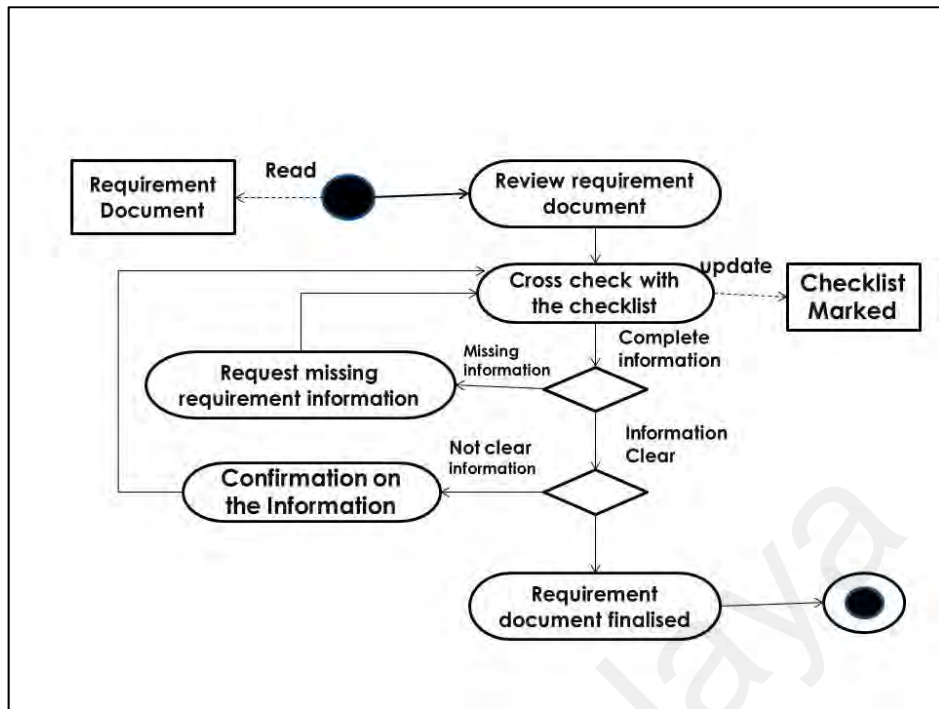 Read
Requirement
Document
Review requirement
document
update
Cross check with
the checklist
Checklist
Marked
Complete
information
Missing
information
Request missing
requirement information
Information
Clear
Not clear
information
Confirmation on
the Information
Requirement
document finalised
laya